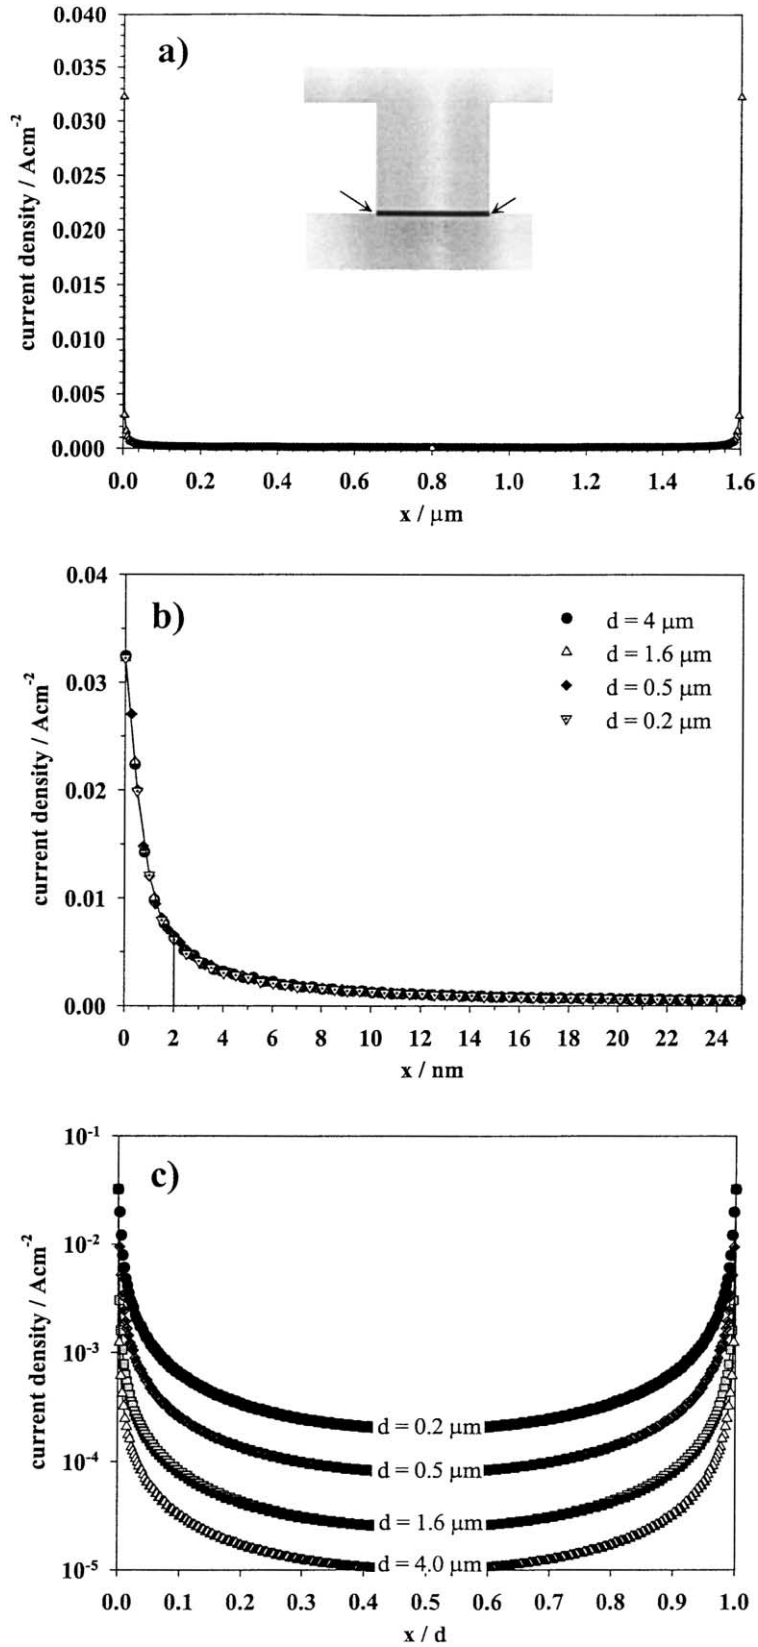 a)
current density / Acm⁻²
0.040
0.035
0.030
0.025
0.020
0.015
0.010
0.005
0.000
0.0 0.2 0.4 0.6 0.8 1.0 1.2 1.4 1.6
x / μm
b)
current density / Acm⁻²
0.04
0.03
0.02
0.01
0.00
d = 4 μm
d = 1.6 μm
d = 0.5 μm
d = 0.2 μm
0 2 4 6 8 10 12 14 16 18 20 22 24
x / nm
c)
current density / Acm⁻²
10⁻¹
10⁻²
10⁻³
10⁻⁴
10⁻⁵
d = 0.2 μm
d = 0.5 μm
d = 1.6 μm
d = 4.0 μm
0.0 0.1 0.2 0.3 0.4 0.5 0.6 0.7 0.8 0.9 1.0
x / d